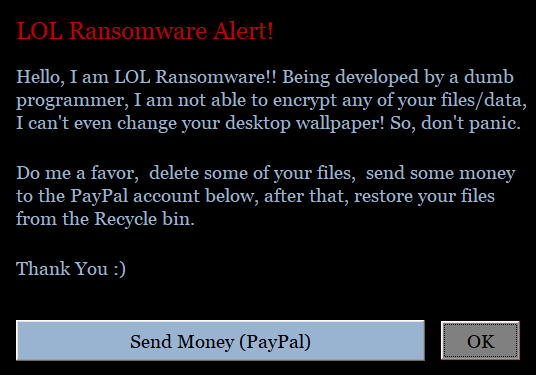 LOL Ransomware Alert!
Hello, I am LOL Ransomware!! Being developed by a dumb
programmer, I am not able to encrypt any of your files/data,
I can't even change your desktop wallpaper! So, don't panic.
Do me a favor,  delete some of your files,  send some money
to the PayPal account below, after that, restore your files
from the Recycle bin.
Thank You :)
Send Money (PayPal)
OK